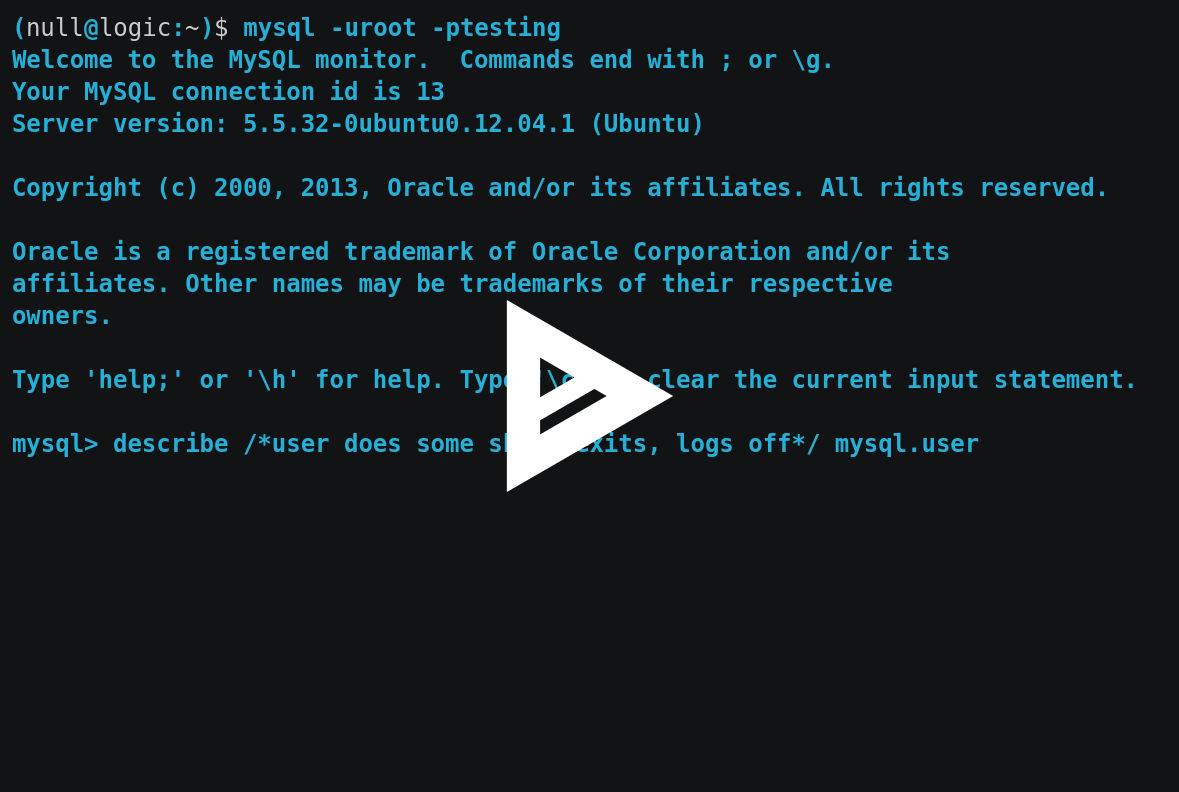 (null@logic:~)$ mysql -uroot -ptesting
Welcome to the MySQL monitor.  Commands end with ; or \g.
Your MySQL connection id is 13
Server version: 5.5.32-0ubuntu0.12.04.1 (Ubuntu)
Copyright (c) 2000, 2013, Oracle and/or its affiliates. All rights reserved.
Oracle is a registered trademark of Oracle Corporation and/or its
affiliates. Other names may be trademarks of their respective
owners.
Type 'help;' or '\h' for help. Type '\c clear the current input statement.
mysql> describe /*user does some exits, logs off*/ mysql.user